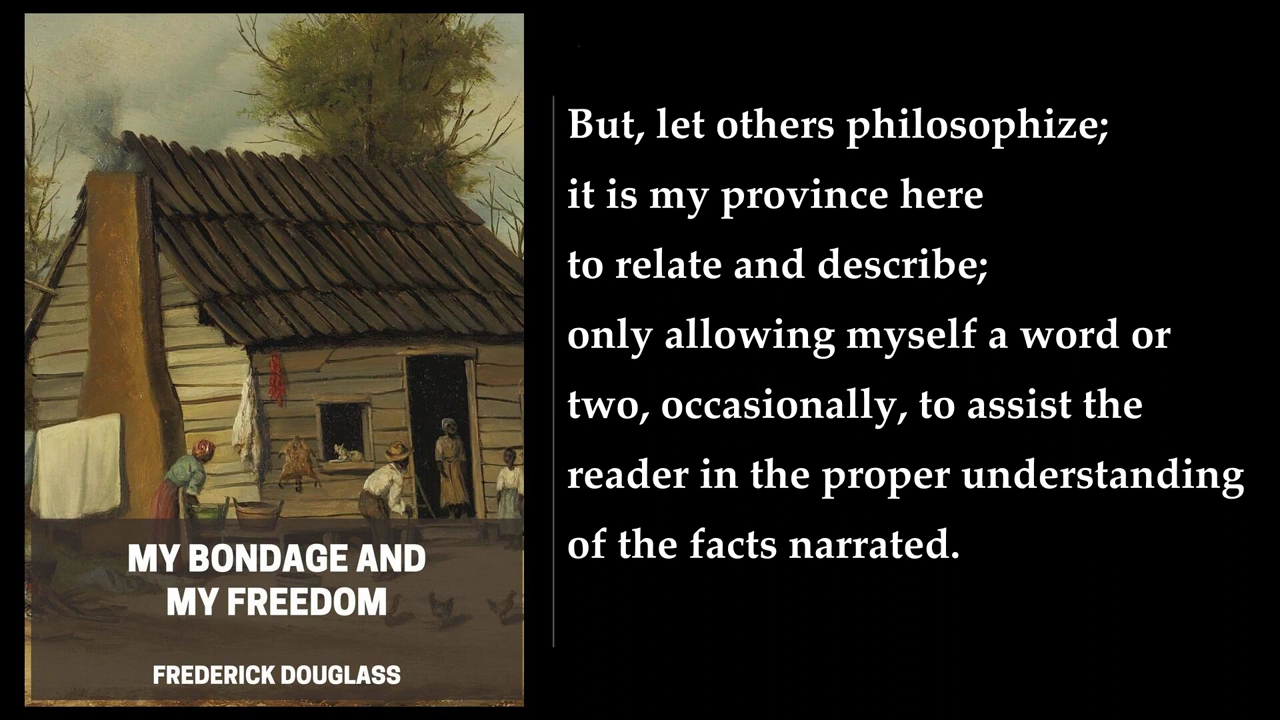 MY BONDAGE AND
MY FREEDOM
FREDERICK DOUGLASS
But, let others philosophize;
it is my province here
to relate and describe;
only allowing myself a word or
two, occasionally, to assist the
reader in the proper understanding
of the facts narrated.